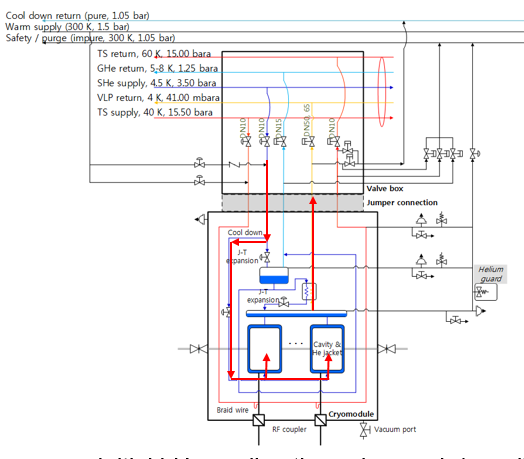 Cool down return (pure, 1.05 bar)
Warm supply (300 K, 1.5 bar)
Safety / purge (impure, 300 K, 1.05 bar)
TS return, 60 K, 15.00 bara
GHe return, 5-8 K, 1.25 bara
SHe supply, 4.5 K, 3.50 bara
VLP return, 4 K, 41.00 mbara
TS supply, 40 K, 15.50 bara
DN10
DN10
DN15
DN50, 65
DN10
Valve box
Jumper connection
Cool down
J-T
expansion
J-T
expansion
Helium
guard
...
Cavity &
He Jacket
Braid wire
Cryomodule
RF coupler
Vacuum port